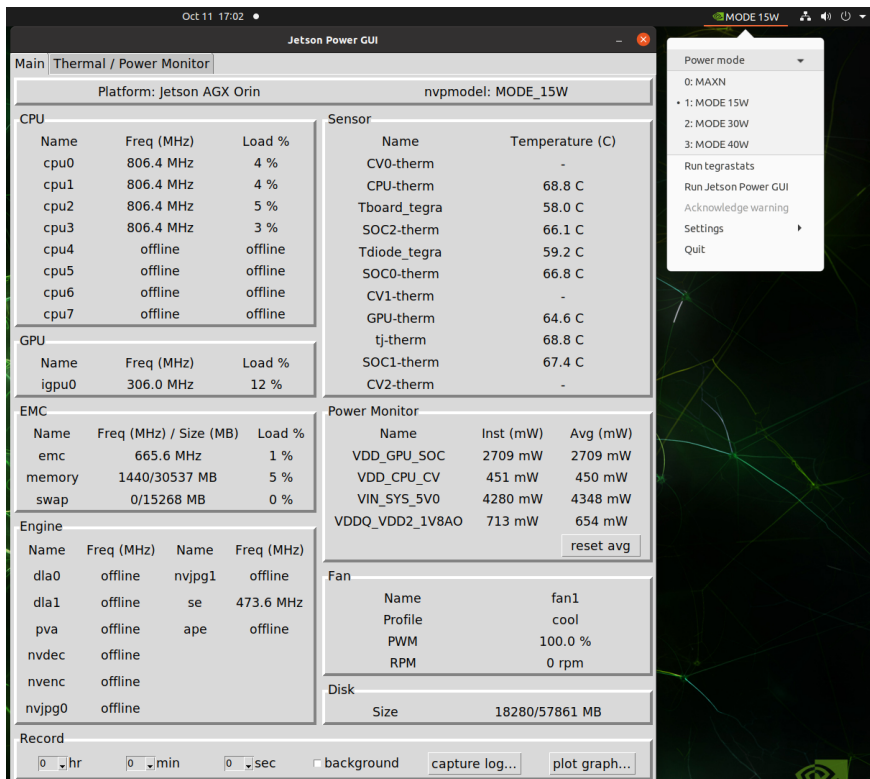 Oct 11 17:02
MODE 15W
Jetson Power GUI
Main Thermal / Power Monitor
Platform: Jetson AGX Orin nvpmodel: MODE_15W
CPU
Name Freq (MHz) Load %
cpu0 806.4 MHz 4 %
cpu1 806.4 MHz 4 %
cpu2 806.4 MHz 5 %
cpu3 806.4 MHz 3 %
cpu4 offline offline
cpu5 offline offline
cpu6 offline offline
cpu7 offline offline
GPU
Name Freq (MHz) Load %
igpu0 306.0 MHz 12 %
EMC
Name Freq (MHz) / Size (MB) Load %
emc 665.6 MHz 1 %
memory 1440/30537 MB 5 %
swap 0/15268 MB 0 %
Engine
Name Freq (MHz) Name Freq (MHz)
dla0 offline nvjpg1 offline
dla1 offline se 473.6 MHz
pva offline ape offline
nvdec offline
nvenc offline
nvjpg0 offline
Sensor
Name Temperature (C)
CV0-therm -
CPU-therm 68.8 C
Tboard_tegra 58.0 C
SOC2-therm 66.1 C
Tdiode_tegra 59.2 C
SOC0-therm 66.8 C
CV1-therm -
GPU-therm 64.6 C
tj-therm 68.8 C
SOC1-therm 67.4 C
CV2-therm -
Power Monitor
Name Inst (mW) Avg (mW)
VDD_GPU_SOC 2709 mW 2709 mW
VDD_CPU_CV 451 mW 450 mW
VIN_SYS_5V0 4280 mW 4348 mW
VDDQ_VDD2_1V8AO 713 mW 654 mW
reset avg
Fan
Name fan1
Profile cool
PWM 100.0 %
RPM 0 rpm
Disk
Size 18280/57861 MB
Record
0 hr 0 min 0 sec background capture log... plot graph...
Power mode
0: MAXN
• 1: MODE 15W
2: MODE 30W
3: MODE 40W
Run tegrastats
Run Jetson Power GUI
Acknowledge warning
Settings
Quit